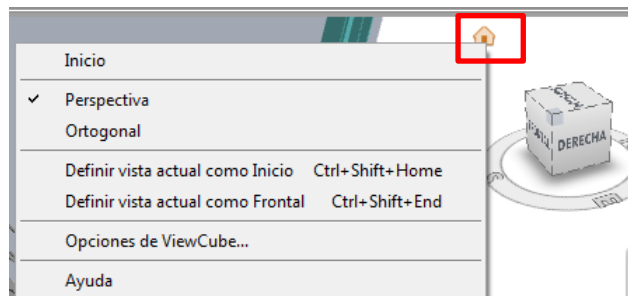 Inicio
Perspectiva
Ortogonal
Definir vista actual como Inicio Ctrl+Shift+Home
Definir vista actual como Frontal Ctrl+Shift+End
Opciones de ViewCube...
Ayuda
DERECHA